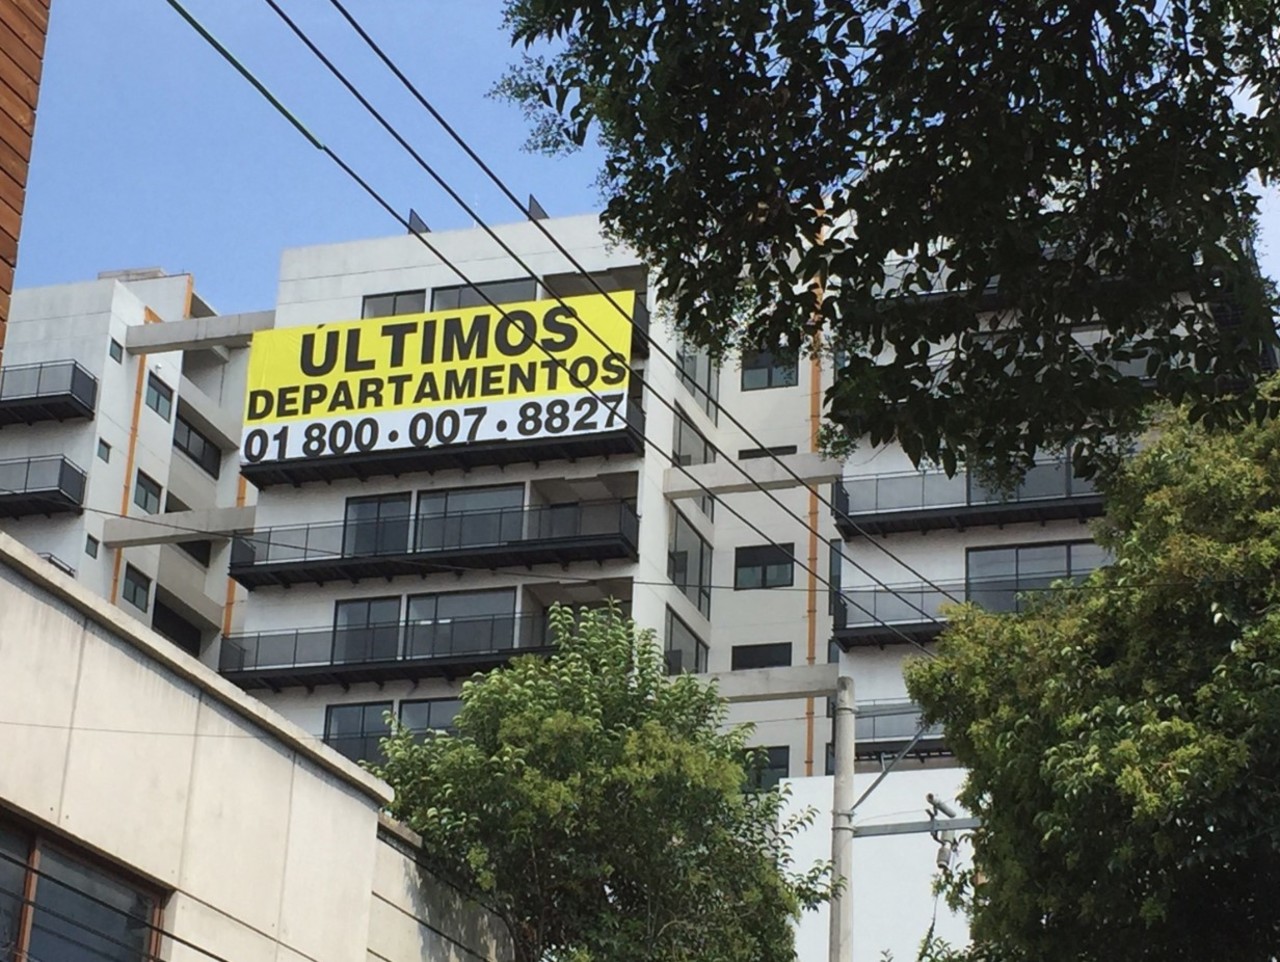 ÚLTIMOS
DEPARTAMENTOS
01 800 • 007 • 8827